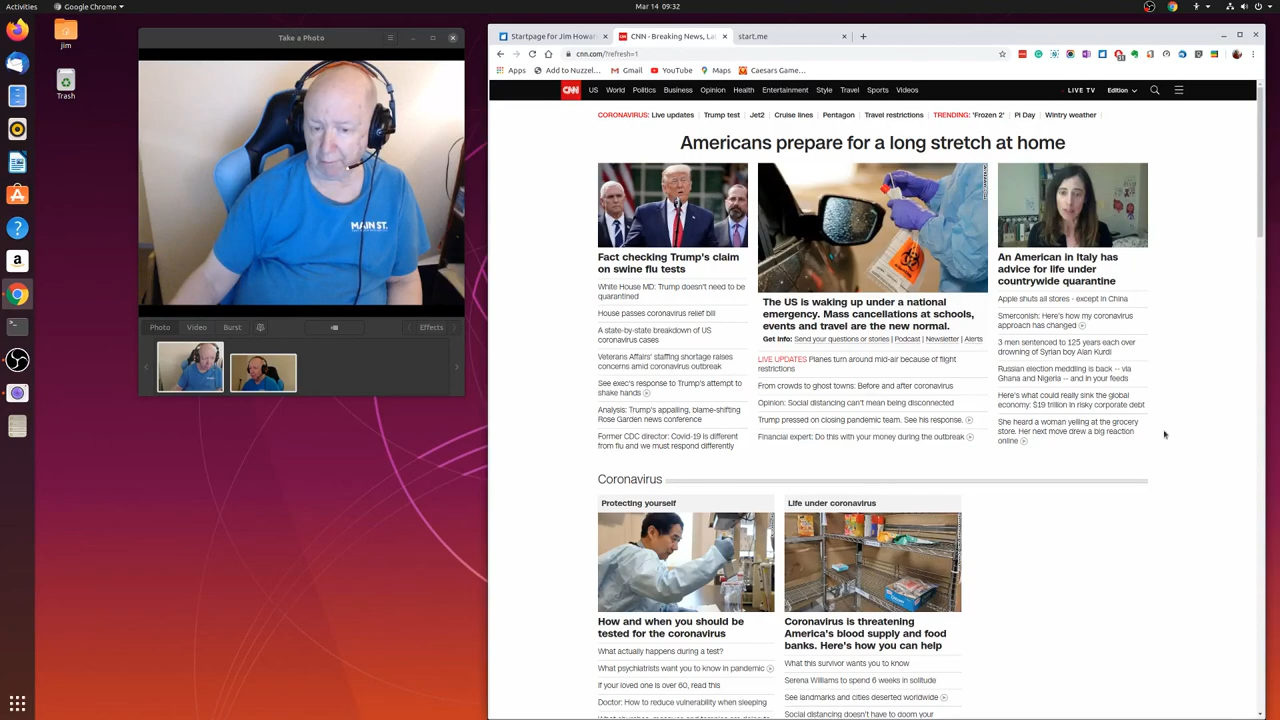 Activities
Google Chrome
Mar 14 09:32
jim
Trash
Take a Photo
MAIN ST.
Photo
Video
Burst
Effects
Startpage for Jim Howar
CNN - Breaking News, La
start.me
cnn.com/?refresh=1
Apps
Add to Nuzzel...
Gmail
YouTube
Maps
Caesars Game...
CNN
US
World
Politics
Business
Opinion
Health
Entertainment
Style
Travel
Sports
Videos
LIVE TV
Edition
CORONAVIRUS: Live updates
Trump test
Jet2
Cruise lines
Pentagon
Travel restrictions
TRENDING: 'Frozen 2'
PI Day
Wintry weather
Americans prepare for a long stretch at home
Fact checking Trump's claim
on swine flu tests
White House MD: Trump doesn't need to be
quarantined
House passes coronavirus relief bill
A state-by-state breakdown of US
coronavirus cases
Veterans Affairs' staffing shortage raises
concerns amid coronavirus outbreak
See exec's response to Trump's attempt to
shake hands
Analysis: Trump's appalling, blame-shifting
Rose Garden news conference
Former CDC director: Covid-19 is different
from flu and we must respond differently
The US is waking up under a national
emergency. Mass cancellations at schools,
events and travel are the new normal.
Get Info: Send your questions or stories | Podcast | Newsletter | Alerts
LIVE UPDATES Planes turn around mid-air because of flight
restrictions
From crowds to ghost towns: Before and after coronavirus
Opinion: Social distancing can't mean being disconnected
Trump pressed on closing pandemic team. See his response.
Financial expert: Do this with your money during the outbreak
An American in Italy has
advice for life under
countrywide quarantine
Apple shuts all stores - except in China
Smerconish: Here's how my coronavirus
approach has changed
3 men sentenced to 125 years each over
drowning of Syrian boy Alan Kurdi
Russian election meddling is back -- via
Ghana and Nigeria -- and in your feeds
Here's what could really sink the global
economy: $19 trillion in risky corporate debt
She heard a woman yelling at the grocery
store. Her next move drew a big reaction
online
Coronavirus
Protecting yourself
How and when you should be
tested for the coronavirus
What actually happens during a test?
What psychiatrists want you to know in pandemic
If your loved one is over 60, read this
Doctor: How to reduce vulnerability when sleeping
Life under coronavirus
Coronavirus is threatening
America's blood supply and food
banks. Here's how you can help
What this survivor wants you to know
Serena Williams to spend 6 weeks in solitude
See landmarks and cities deserted worldwide
Social distancing doesn't have to doom your